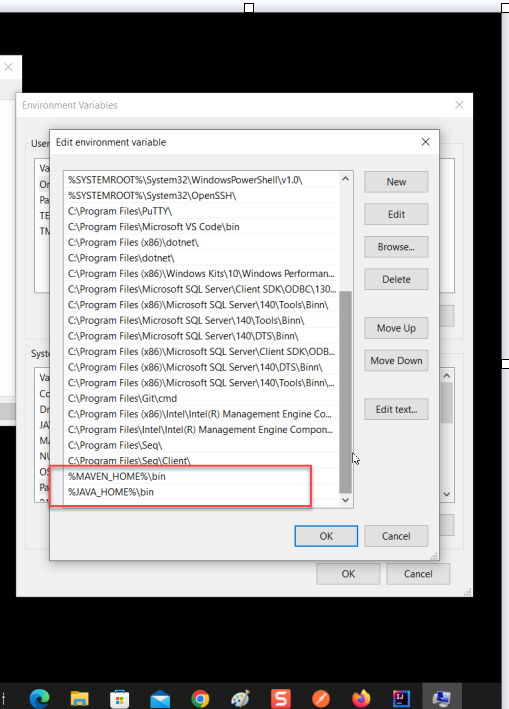 Environment Variables
Edit environment variable
User
Va
On
Pa
TE
TM
Syste
Va
Co
Dr
JA
MA
NU
OS
Pa
%SYSTEMROOT%\System32\WindowsPowerShell\v1.0\
%SYSTEMROOT%\System32\OpenSSH\
C:\Program Files\PuTTY\
C:\Program Files\Microsoft VS Code\bin
C:\Program Files (x86)\dotnet\
C:\Program Files\dotnet\
C:\Program Files (x86)\Windows Kits\10\Windows Performan...
C:\Program Files\Microsoft SQL Server\Client SDK\ODBC\130...
C:\Program Files (x86)\Microsoft SQL Server\140\Tools\Binn\
C:\Program Files\Microsoft SQL Server\140\Tools\Binn\
C:\Program Files\Microsoft SQL Server\140\DTS\Binn\
C:\Program Files (x86)\Microsoft SQL Server\Client SDK\ODB...
C:\Program Files (x86)\Microsoft SQL Server\140\DTS\Binn\
C:\Program Files (x86)\Microsoft SQL Server\140\Tools\Binn\...
C:\Program Files\Git\cmd
C:\Program Files (x86)\Intel\Intel(R) Management Engine Co...
C:\Program Files\Intel\Intel(R) Management Engine Compon...
C:\Program Files\Seq\
C:\Program Files\Seq\Client\
%MAVEN_HOME%\bin
%JAVA_HOME%\bin
New
Edit
Browse...
Delete
Move Up
Move Down
Edit text...
OK
Cancel
OK
Cancel
S
IJ